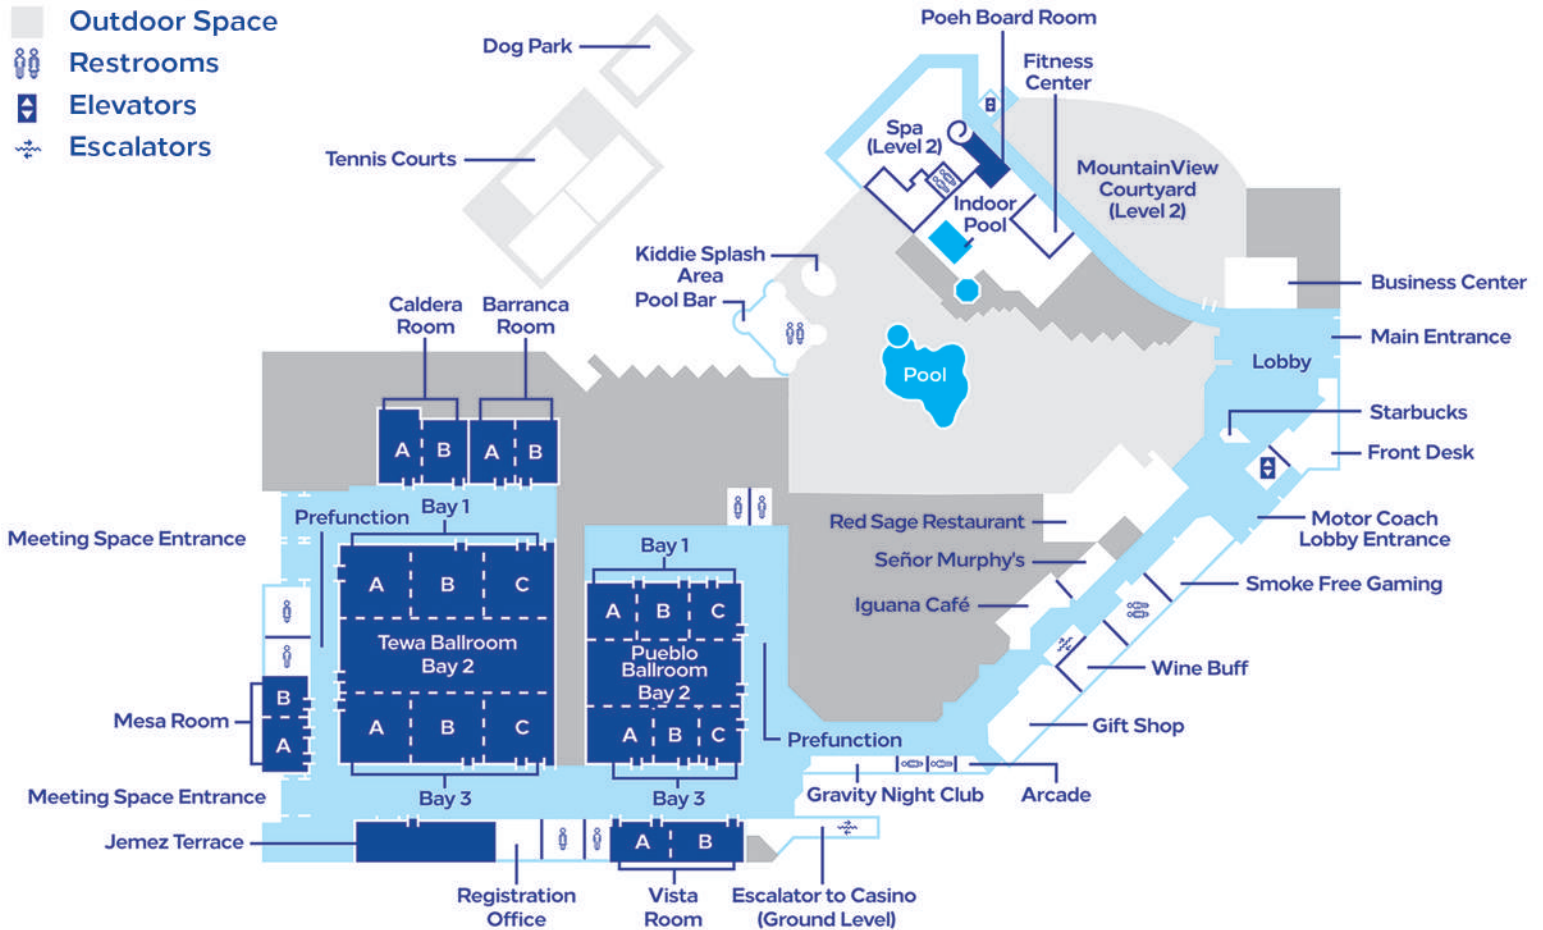 Outdoor Space
Restrooms
Elevators
Escalators
Dog Park
Tennis Courts
Poeh Board Room
Fitness
Center
Spa
(Level 2)
MountainView
Courtyard
(Level 2)
Indoor
Pool
Kiddie Splash
Area
Pool Bar
Business Center
Main Entrance
Lobby
Pool
Starbucks
Front Desk
Caldera
Room
Barranca
Room
A
B
A
B
Prefunction
Bay 1
Meeting Space Entrance
Red Sage Restaurant
Motor Coach
Lobby Entrance
Señor Murphy's
Smoke Free Gaming
Iguana Café
Bay 1
A
B
C
A
B
C
Tewa Ballroom
Bay 2
Pueblo
Ballroom
Bay 2
Wine Buff
B
A
Mesa Room
A
B
C
A
B
C
Gift Shop
Prefunction
Meeting Space Entrance
Bay 3
Bay 3
Gravity Night Club
Arcade
Jemez Terrace
A
B
Registration
Office
Vista
Room
Escalator to Casino
(Ground Level)